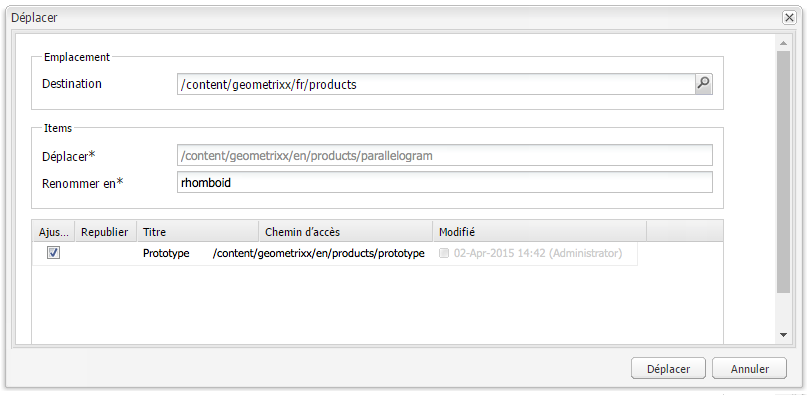 Déplacer
Emplacement
Destination /content/geometrixx/fr/products
Items
Déplacer* /content/geometrixx/en/products/parallelogram
Renommer en* rhomboid
Ajus... Republier Titre Chemin d'accès Modifié
Prototype /content/geometrixx/en/products/prototype 02-Apr-2015 14:42 (Administrator)
Déplacer Annuler